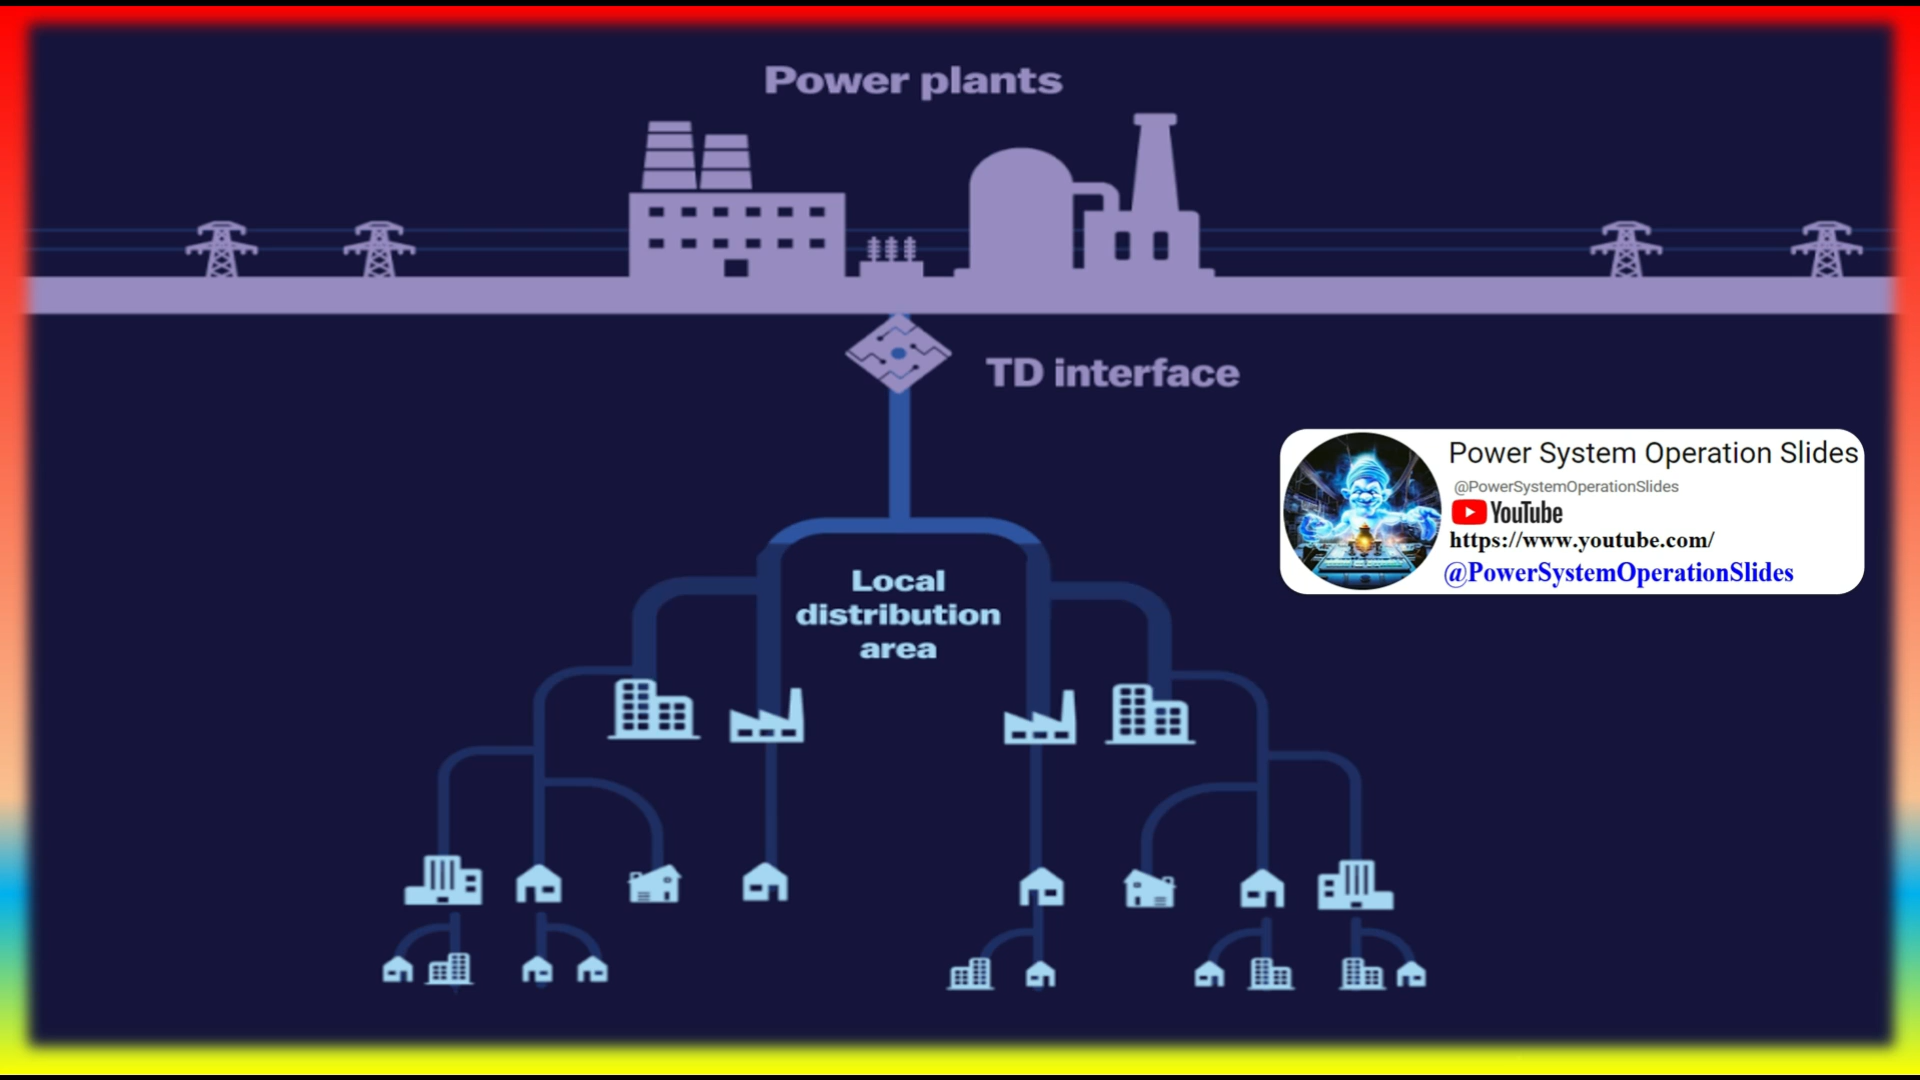 Power plants
TD interface
Power System Operation Slides
@PowerSystemOperationSlides
YouTube
https://www.youtube.com/
@PowerSystemOperationSlides
Local
distribution
area